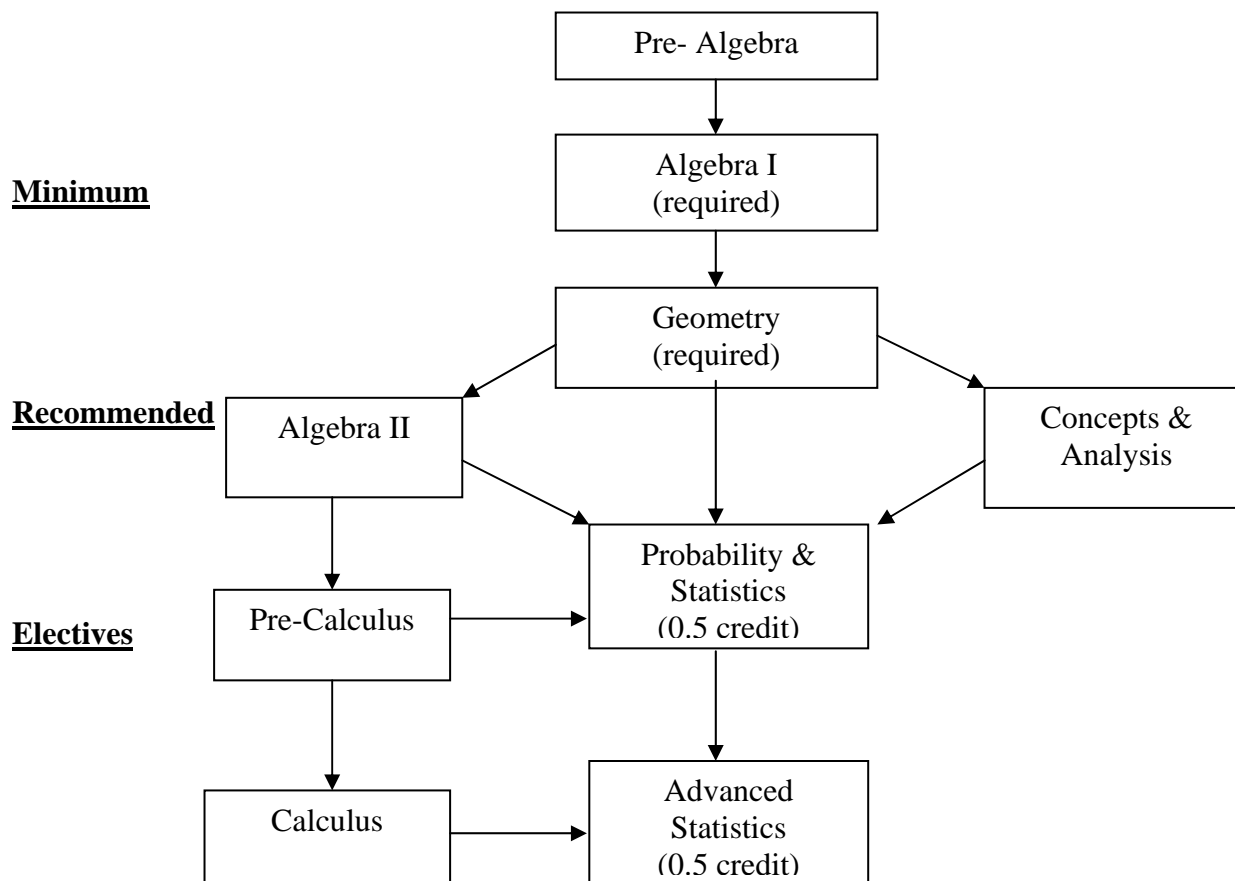 Pre- Algebra
Algebra I
(required)
Minimum
Geometry
(required)
Recommended
Algebra II
Concepts &
Analysis
Probability &
Statistics
(0.5 credit)
Electives
Pre-Calculus
Calculus
Advanced
Statistics
(0.5 credit)